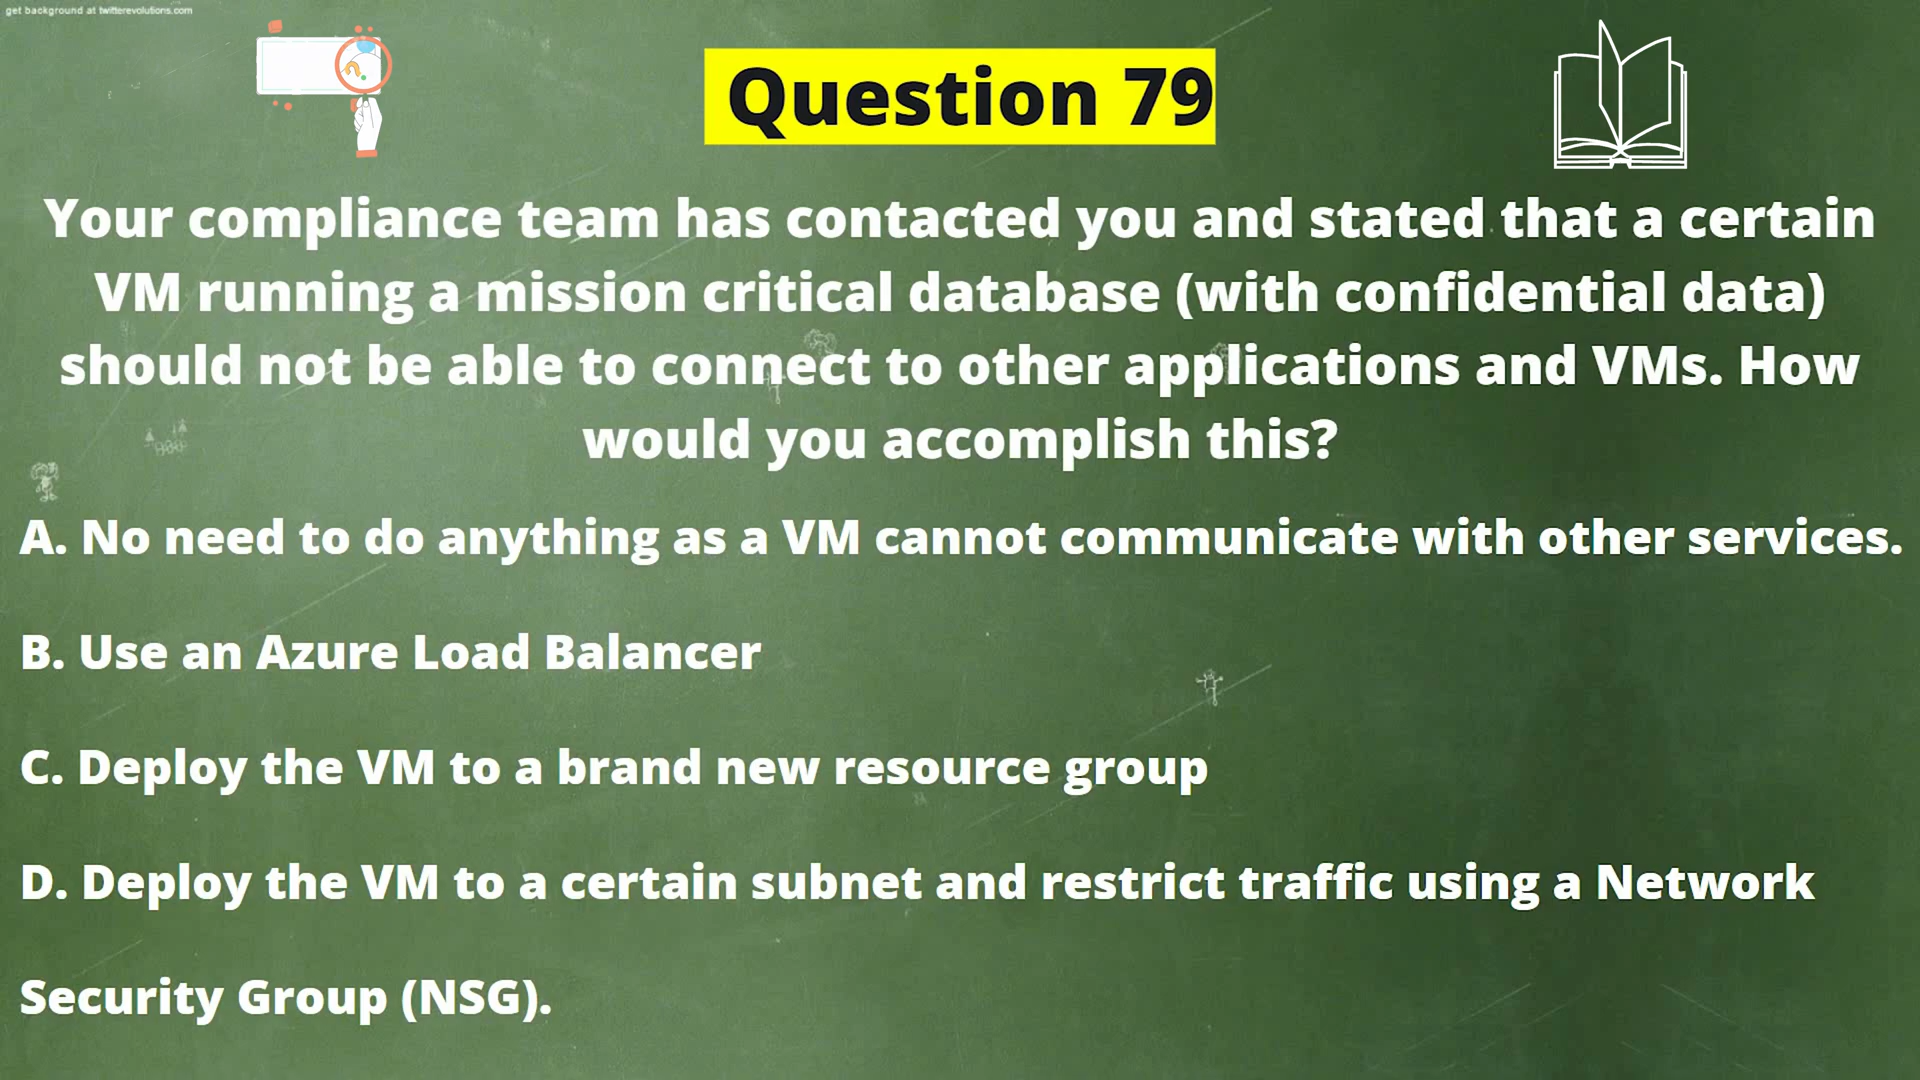 get background at twitterevolutions.com
Question 79
Your compliance team has contacted you and stated that a certain
VM running a mission critical database (with confidential data)
should not be able to connect to other applications and VMs. How
would you accomplish this?
A. No need to do anything as a VM cannot communicate with other services.
B. Use an Azure Load Balancer
C. Deploy the VM to a brand new resource group
D. Deploy the VM to a certain subnet and restrict traffic using a Network
Security Group (NSG).